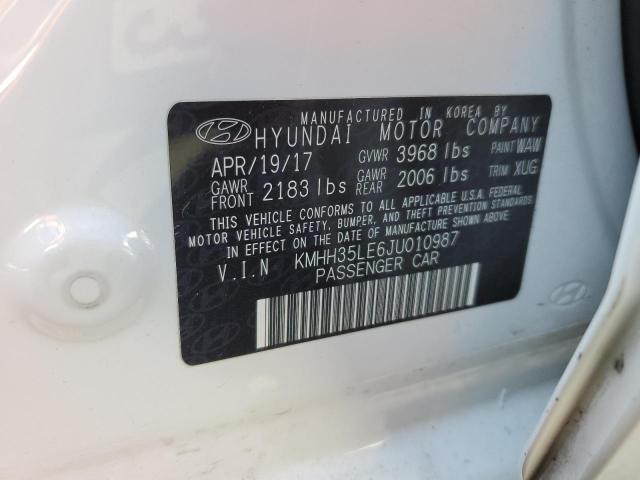 3
MANUFACTURED IN KOREA BY
HYUNDAI MOTOR COMPANY
APR/19/17 GVWR 3968 lbs PAINT WAW
GAWR FRONT 2183 lbs GAWR REAR 2006 lbs TRIM XUG
THIS VEHICLE CONFORMS TO ALL APPLICABLE U.S.A. FEDERAL
MOTOR VEHICLE SAFETY, BUMPER, AND THEFT PREVENTION STANDARDS
IN EFFECT ON THE DATE OF MANUFACTURE SHOWN ABOVE.
V.I.N KMHH35LE6JU010987
PASSENGER CAR